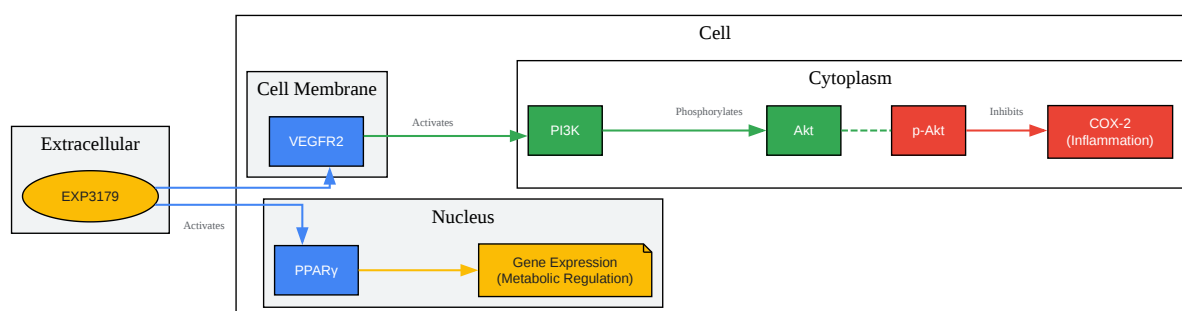 Cell
Cell Membrane
Cytoplasm
Extracellular
VEGFR2
Activates
PI3K
Phosphorylates
Akt
p-Akt
Inhibits
COX-2
(Inflammation)
EXP3179
Activates
Nucleus
PPARγ
Gene Expression
(Metabolic Regulation)